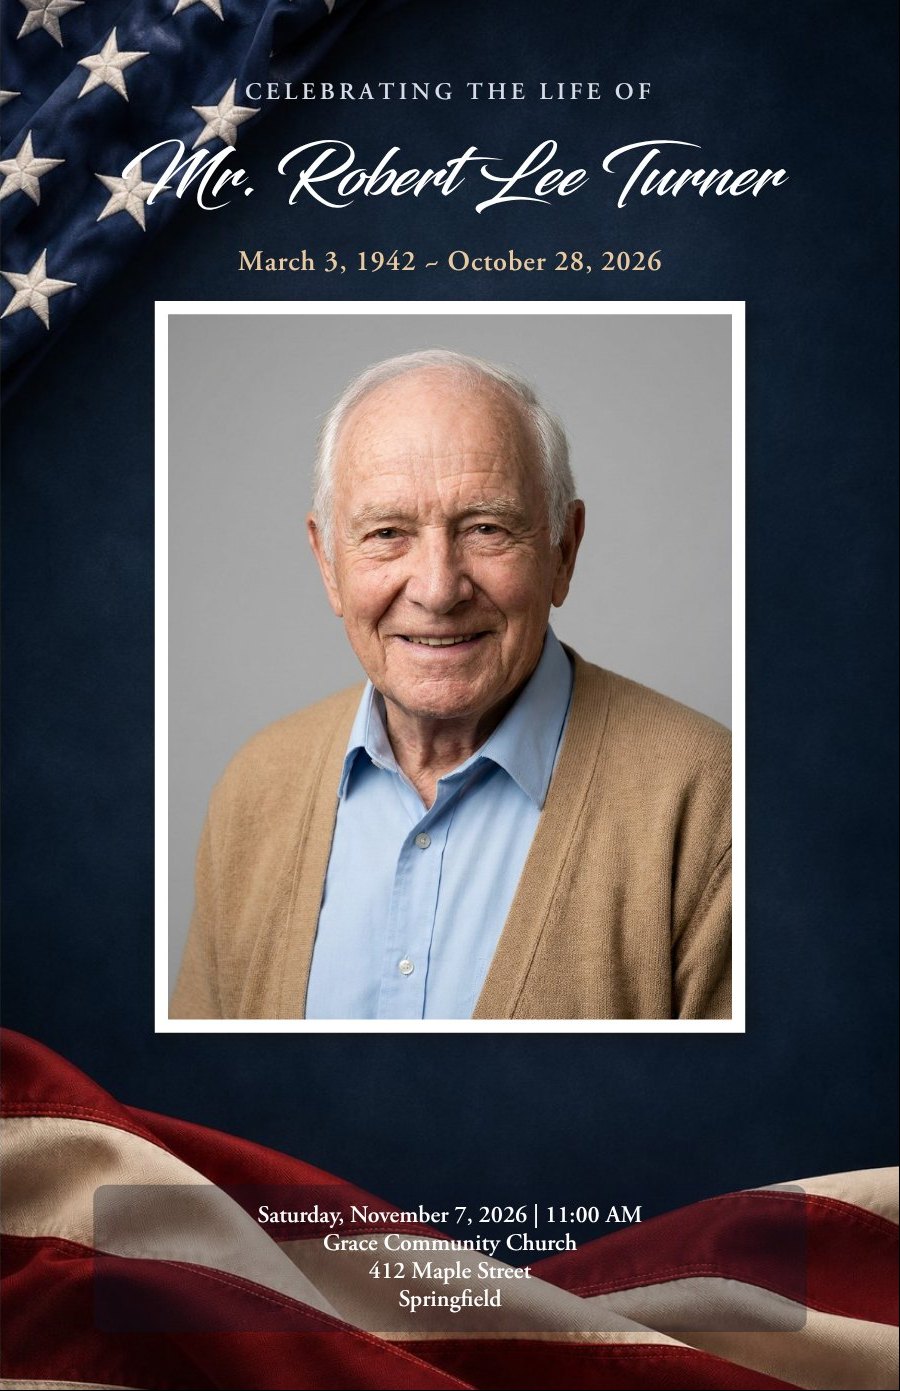 CELEBRATING THE LIFE OF
Mr. Robert Lee Turner
March 3, 1942 ~ October 28, 2026
Saturday, November 7, 2026 | 11:00 AM
Grace Community Church
412 Maple Street
Springfield